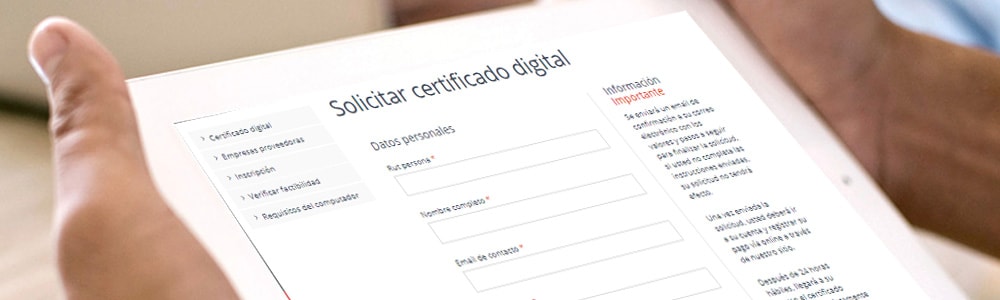 Solicitar certificado digital
> Certificado digital
> Empresas proveedoras
> Inscripción
> Verificar factibilidad
> Requisitos del computador
Datos personales
Rut persona *
Nombre completo *
Email de contacto *
Información
Importante
Se enviará un email de
confirmación a su correo
electrónico con los
valores y pasos a seguir
para finalizar la solicitud,
si usted no completa las
instrucciones enviadas,
su solicitud no tendrá
efecto.
Una vez enviada la
solicitud, usted deberá ir
a su cuenta y registrar su
pago vía online a través
de nuestro sitio.
Después de 24 horas
hábiles, llegará a su
el certificado